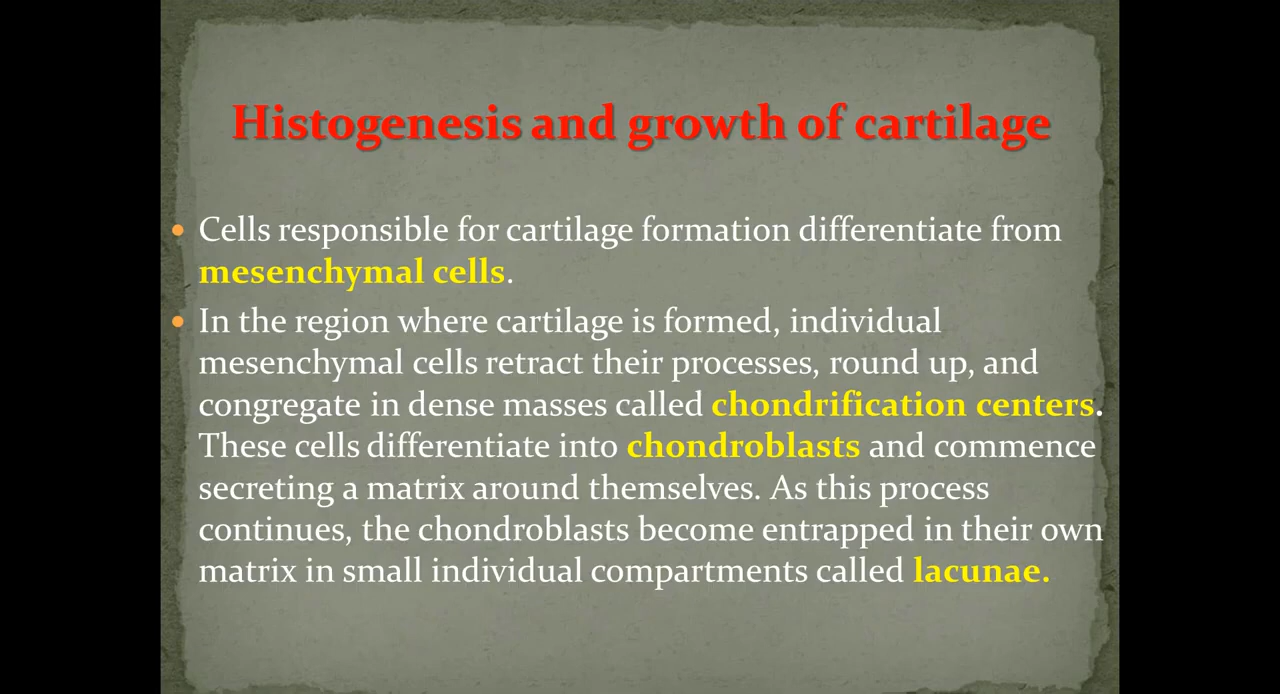 Histogenesis and growth of cartilage
• Cells responsible for cartilage formation differentiate from
mesenchymal cells.
• In the region where cartilage is formed, individual
mesenchymal cells retract their processes, round up, and
congregate in dense masses called chondrification centers.
These cells differentiate into chondroblasts and commence
secreting a matrix around themselves. As this process
continues, the chondroblasts become entrapped in their own
matrix in small individual compartments called lacunae.